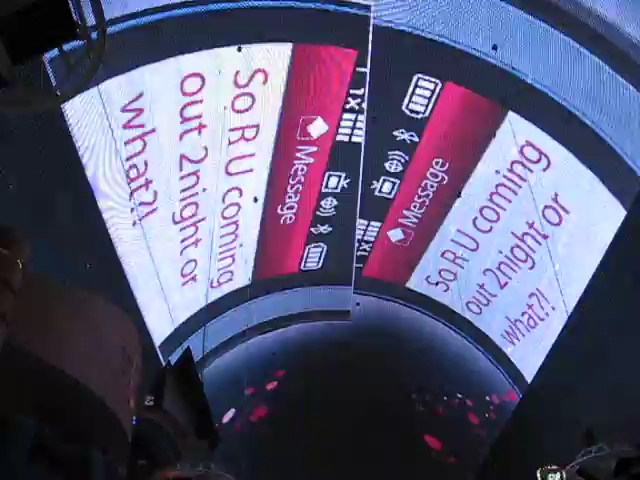 Message
So R U coming
out 2night or
what?!
1X
Message
So R U coming
out 2night or
what?!
1X